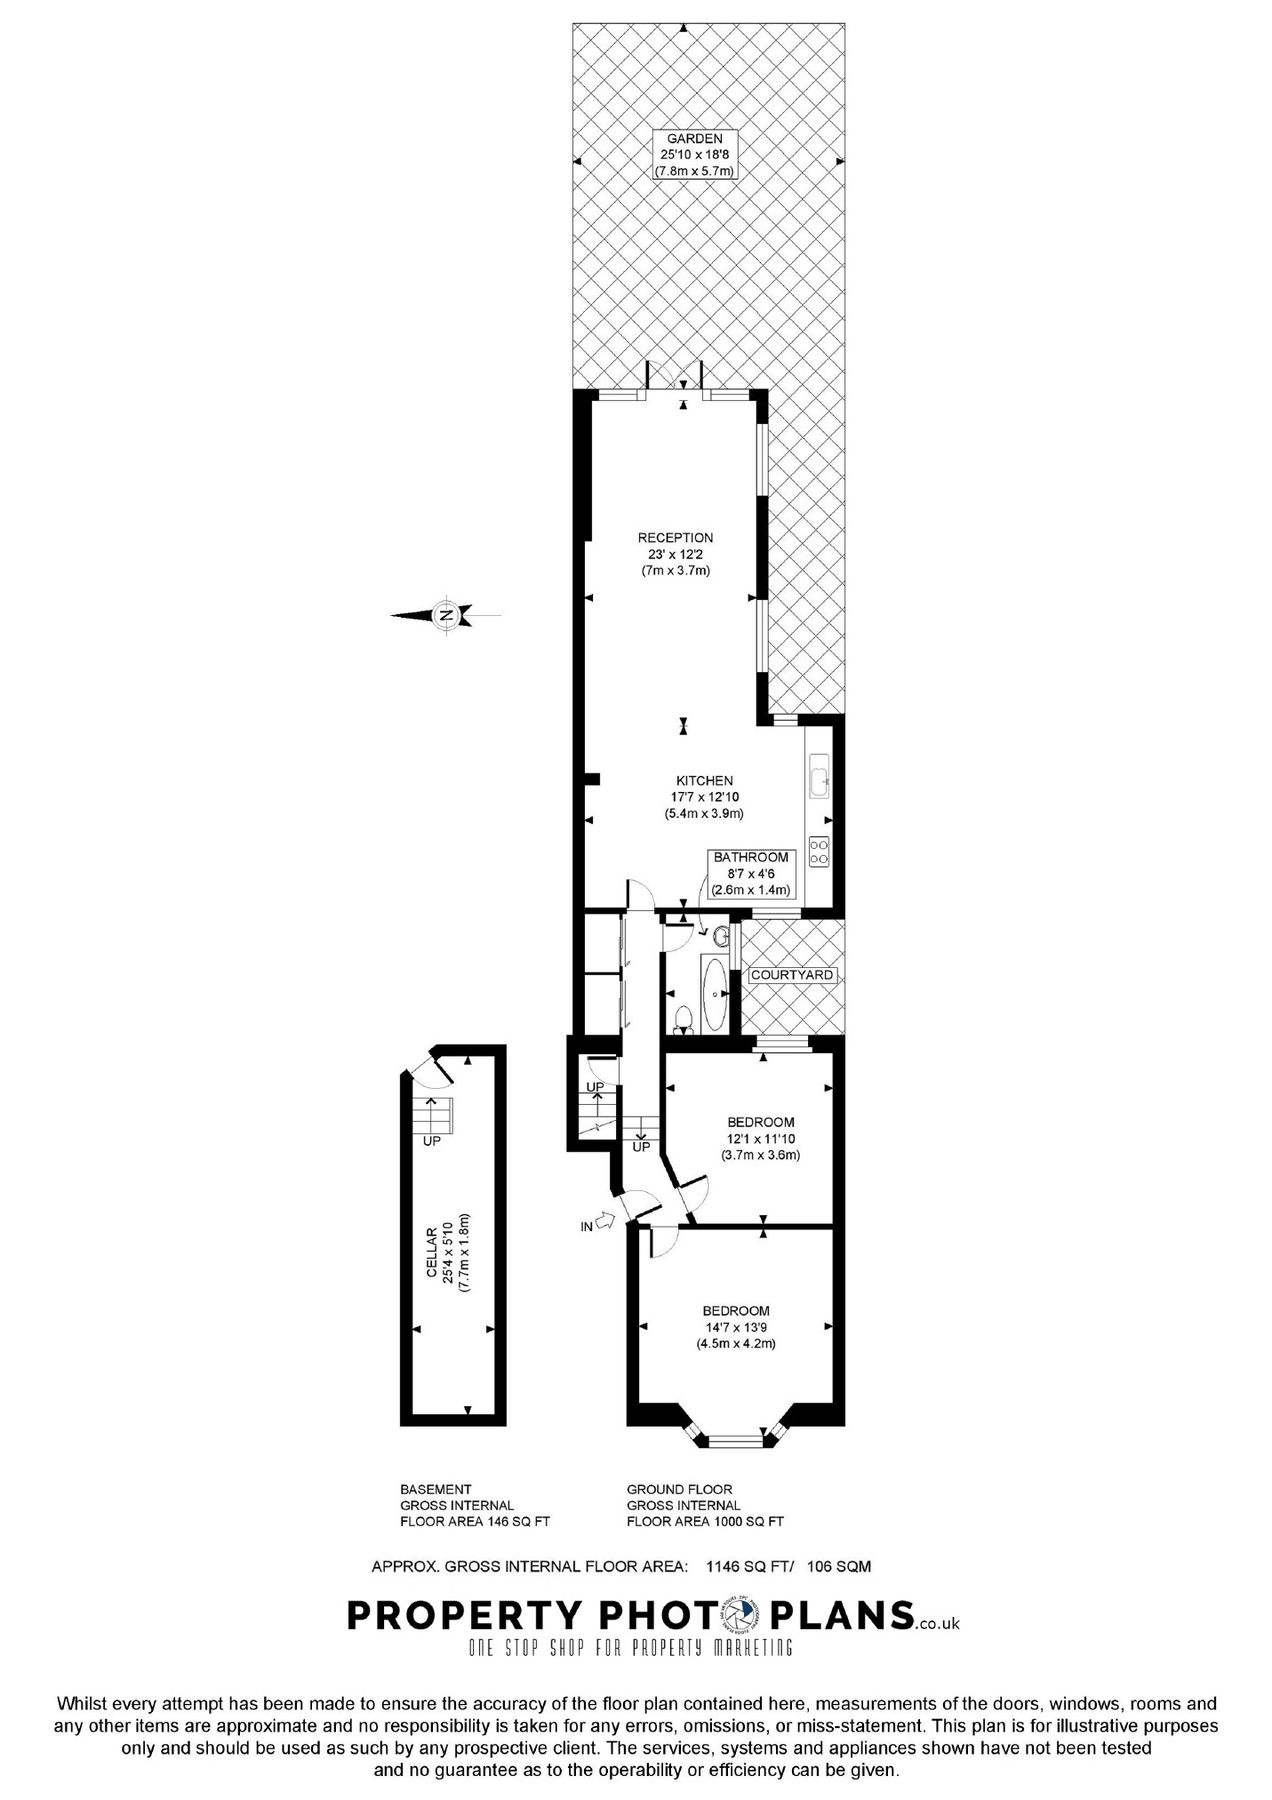 GARDEN
25'10 x 18'8
(7.8m x 5.7m)
RECEPTION
23' x 12'2
(7m x 3.7m)
N
KITCHEN
17'7 x 12'10
(5.4m x 3.9m)
BATHROOM
8'7 x 4'6
(2.6m x 1.4m)
COURTYARD
UP
UP
UP
BEDROOM
12'1 x 11'10
(3.7m x 3.6m)
IN
CELLAR
25'4 x 5'10
(7.7m x 1.8m)
BEDROOM
14'7 x 13'9
(4.5m x 4.2m)
BASEMENT
GROSS INTERNAL
FLOOR AREA 146 SQ FT
GROUND FLOOR
GROSS INTERNAL
FLOOR AREA 1000 SQ FT
APPROX. GROSS INTERNAL FLOOR AREA: 1146 SQ FT/ 106 SQM
PROPERTY PHOTO PLANS.co.uk
ONE STOP SHOP FOR PROPERTY MARKETING
Whilst every attempt has been made to ensure the accuracy of the floor plan contained here, measurements of the doors, windows, rooms and
any other items are approximate and no responsibility is taken for any errors, omissions, or miss-statement. This plan is for illustrative purposes
only and should be used as such by any prospective client. The services, systems and appliances shown have not been tested
and no guarantee as to the operability or efficiency can be given.